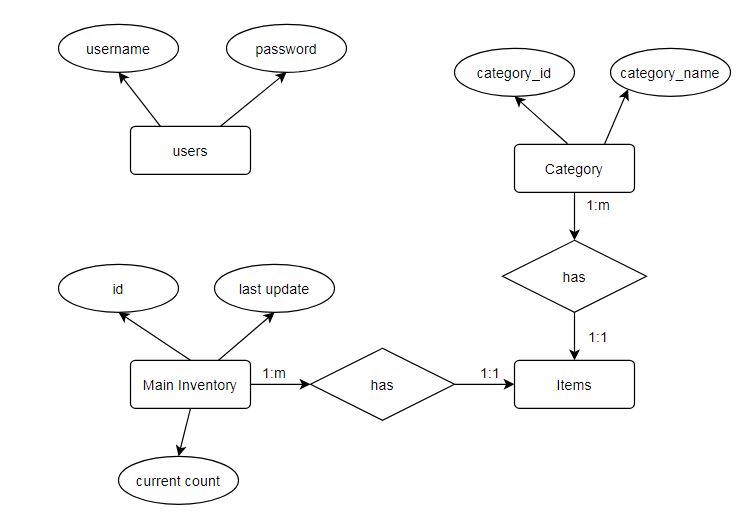 username
password
users
category_id
category_name
Category
1:m
has
1:1
Items
id
last update
Main Inventory
1:m
has
1:1
current count